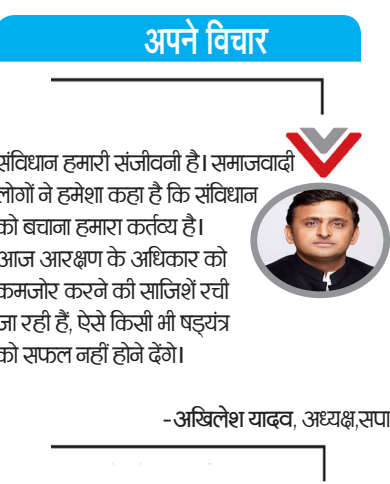 अपने विचार
संविधान हमारी संजीवनी है। समाजवादी
लोगों ने हमेशा कहा है कि संविधान
को बचाना हमारा कर्तव्य है।
आज आरक्षण के अधिकार को
कमजोर करने की साजिशें रची
जा रही हैं, ऐसे किसी भी षड्यंत्र
को सफल नहीं होने देंगे।
-अखिलेश यादव, अध्यक्ष,सपा